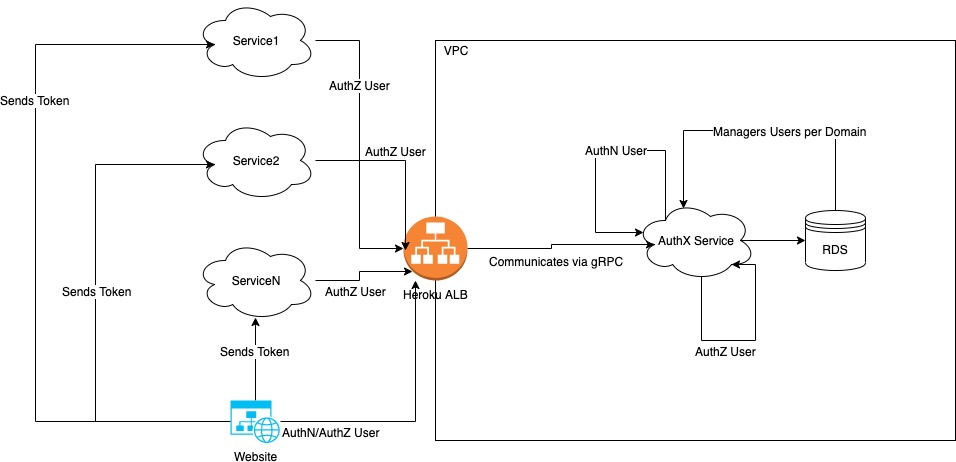 Service1
VPC
AuthZ User
Sends Token
Managers Users per Domain
Service2
AuthZ User
AuthN User
AuthX Service
RDS
Communicates via gRPC
ServiceN
Sends Token
AuthZ User
Heroku ALB
Sends Token
AuthZ User
AuthN/AuthZ User
Website